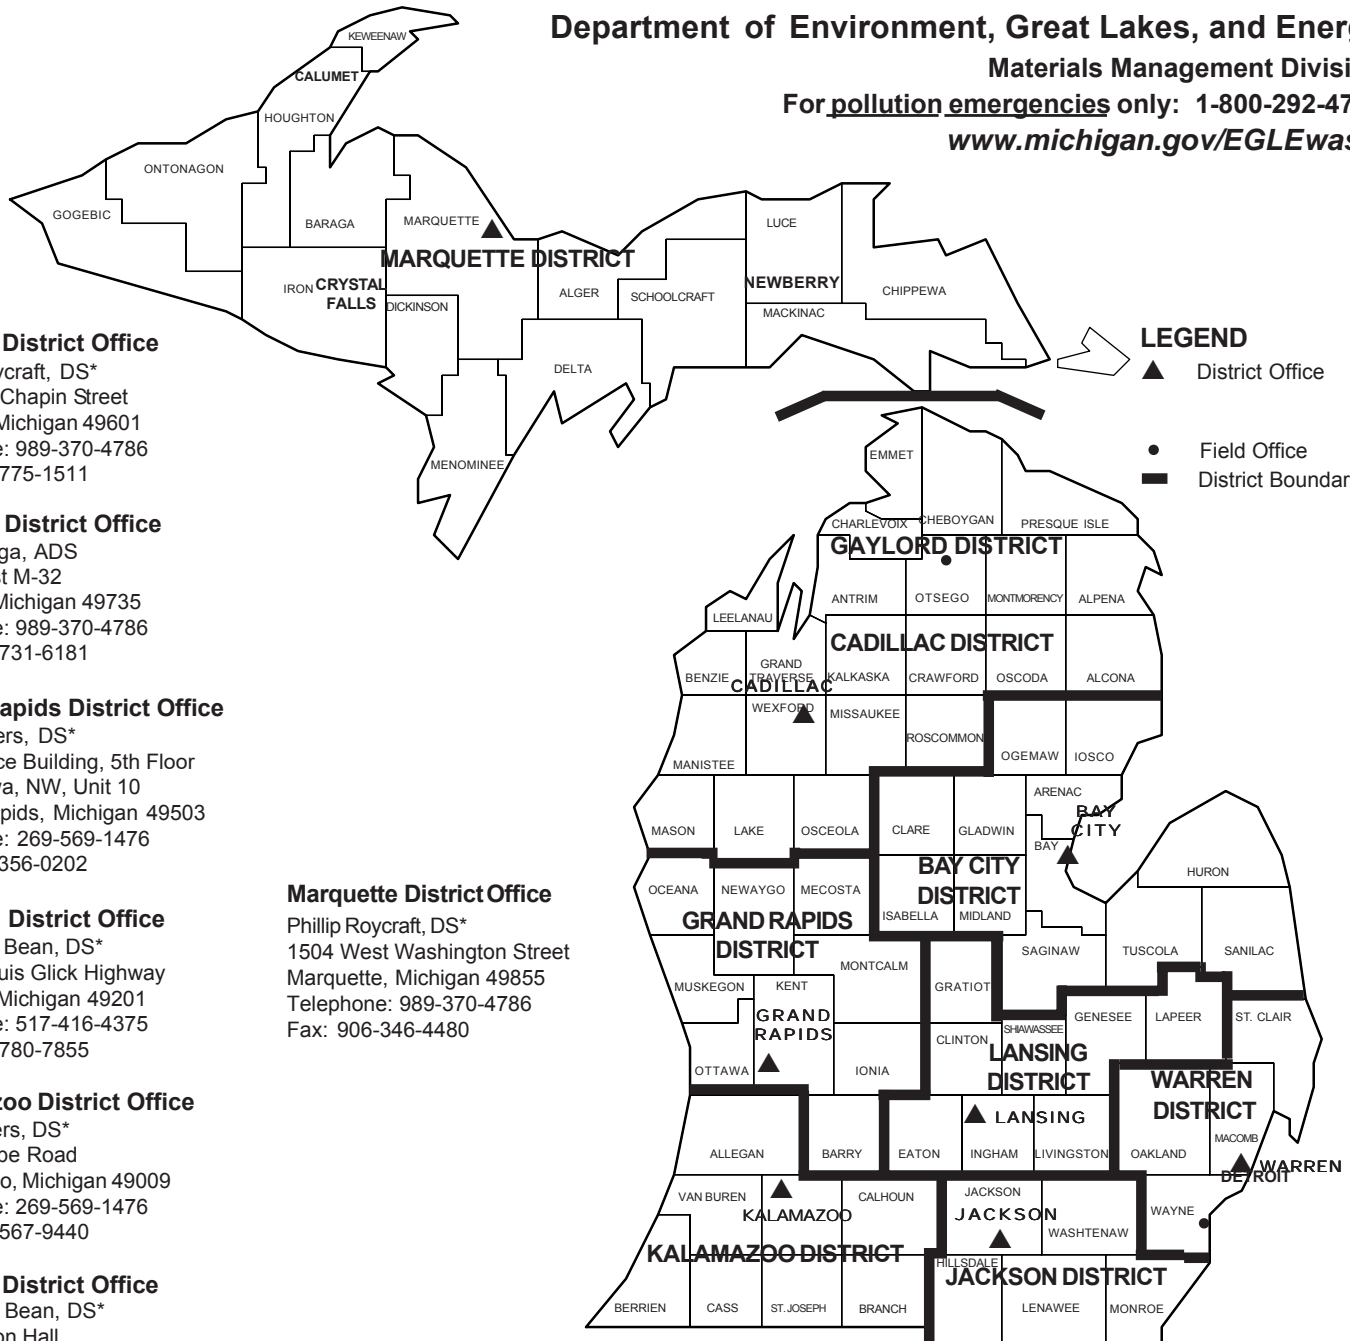 Department of Environment, Great Lakes, and Energ
Materials Management Divisi
For pollution emergencies only: 1-800-292-47
www.michigan.gov/EGLEwas
KEWEENAW
CALUMET
HOUGHTON
ONTONAGON
GOGEBIC
BARAGA
MARQUETTE
MARQUETTE DISTRICT
LUCE
IRON
CRYSTAL
FALLS
DICKINSON
ALGER
SCHOOLCRAFT
NEWBERRY
CHIPPEWA
MACKINAC
DELTA
MENOMINEE
LEGEND
District Office
Field Office
District Boundar
District Office
ycraft, DS*
Chapin Street
Michigan 49601
e: 989-370-4786
775-1511
District Office
ga, ADS
st M-32
Michigan 49735
e: 989-370-4786
731-6181
apids District Office
ers, DS*
ce Building, 5th Floor
va, NW, Unit 10
pids, Michigan 49503
e: 269-569-1476
356-0202
District Office
Bean, DS*
uis Glick Highway
Michigan 49201
e: 517-416-4375
780-7855
zoo District Office
ers, DS*
be Road
o, Michigan 49009
e: 269-569-1476
567-9440
District Office
Bean, DS*
on Hall
Marquette District Office
Phillip Roycraft, DS*
1504 West Washington Street
Marquette, Michigan 49855
Telephone: 989-370-4786
Fax: 906-346-4480
EMMET
CHARLEVOIX
CHEBOYGAN
PRESQUE ISLE
GAYLORD DISTRICT
ANTRIM
OTSEGO
MONTMORENCY
ALPENA
LEELANAU
CADILLAC DISTRICT
BENZIE
GRAND
TRAVERSE
KALKASKA
CRAWFORD
OSCODA
ALCONA
CADILLAC
WEXFORD
MISSAUKEE
ROSCOMMON
MANISTEE
OGEMAW
IOSCO
ARENAC
MASON
LAKE
OSCEOLA
CLARE
GLADWIN
BAY
BAY
CITY
HURON
BAY CITY
DISTRICT
OCEANA
NEWAYGO
MECOSTA
ISABELLA
MIDLAND
GRAND RAPIDS
DISTRICT
SAGINAW
TUSCOLA
SANILAC
MONTCALM
MUSKEGON
KENT
GRATIOT
GRAND
RAPIDS
SHIAWASSEE
GENESEE
LAPEER
ST. CLAIR
CLINTON
LANSING
DISTRICT
OTTAWA
IONIA
WARREN
DISTRICT
LANSING
ALLEGAN
BARRY
EATON
INGHAM
LIVINGSTON
OAKLAND
MACOMB
WARREN
DETROIT
VAN BUREN
KALAMAZOO
CALHOUN
JACKSON
JACKSON
WASHTENAW
WAYNE
KALAMAZOO DISTRICT
HILLSDALE
JACKSON DISTRICT
BERRIEN
CASS
ST. JOSEPH
BRANCH
LENAWEE
MONROE